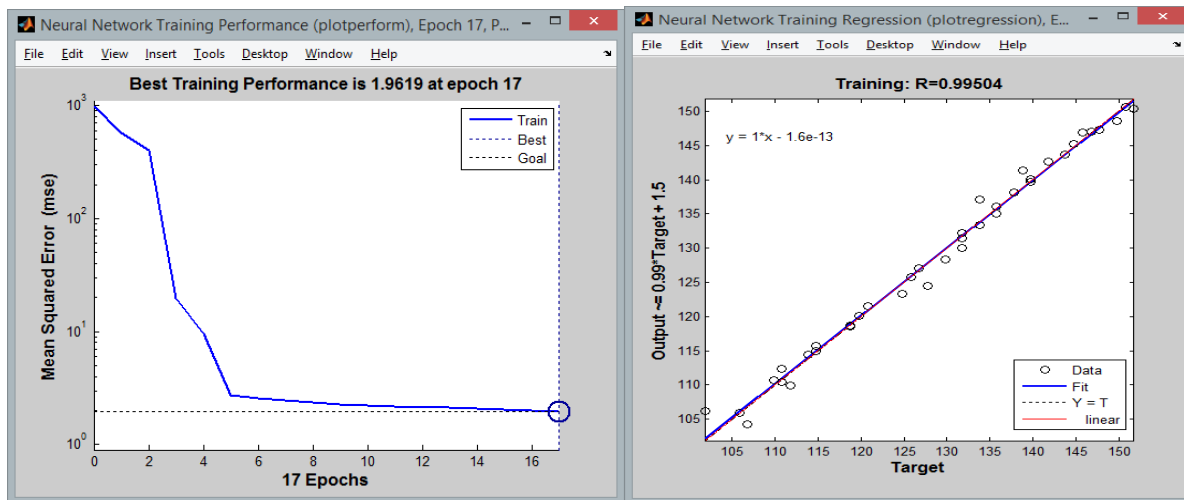 Neural Network Training Performance (plotperform), Epoch 17, P...
File Edit View Insert Tools Desktop Window Help
Best Training Performance is 1.9619 at epoch 17
Mean Squared Error (mse)
10^3
10^2
10^1
10^0
Train
Best
Goal
0 2 4 6 8 10 12 14 16
17 Epochs
Neural Network Training Regression (plotregression), E...
File Edit View Insert Tools Desktop Window Help
Training: R=0.99504
Output ~= 0.99*Target + 1.5
150
145
140
135
130
125
120
115
110
105
y = 1*x - 1.6e-13
Data
Fit
Y = T
linear
105 110 115 120 125 130 135 140 145 150
Target